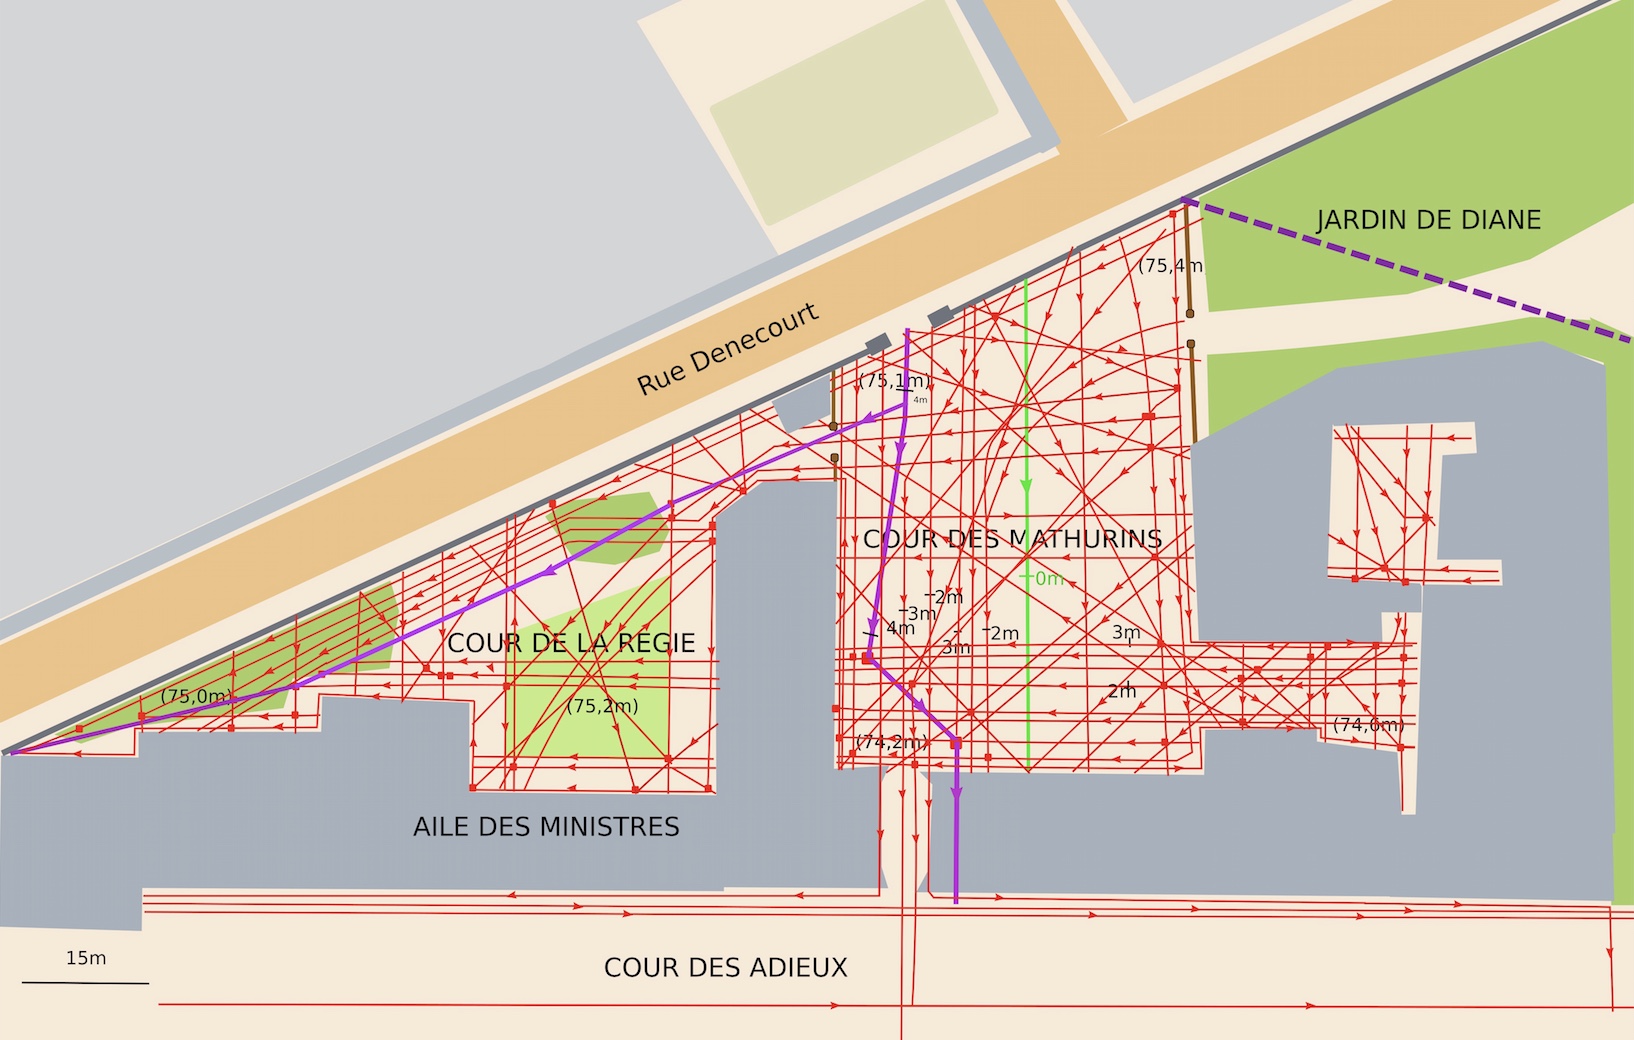 JARDIN DE DIANE
(75,4m
Rue Denecourt
(75,1m)
4m
COUR DES MATHURINS
0m
2m
3m
4m
2m
3m
3m
COUR DE LA REGIE
(75,0m)
(75,2m)
2m
(74,6m)
(74,2m)
AILE DES MINISTRES
15m
COUR DES ADIEUX